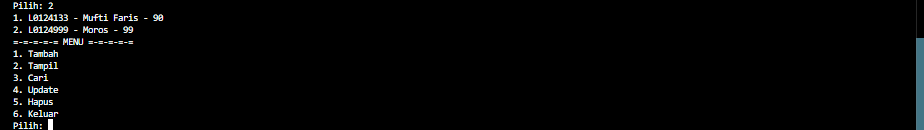 Pilih: 2
1. L0124133 - Mufti Faris - 90
2. L0124999 - Moros - 99
=-=-=-=-= MENU =-=-=-=-=
1. Tambah
2. Tampil
3. Cari
4. Update
5. Hapus
6. Keluar
Pilih: